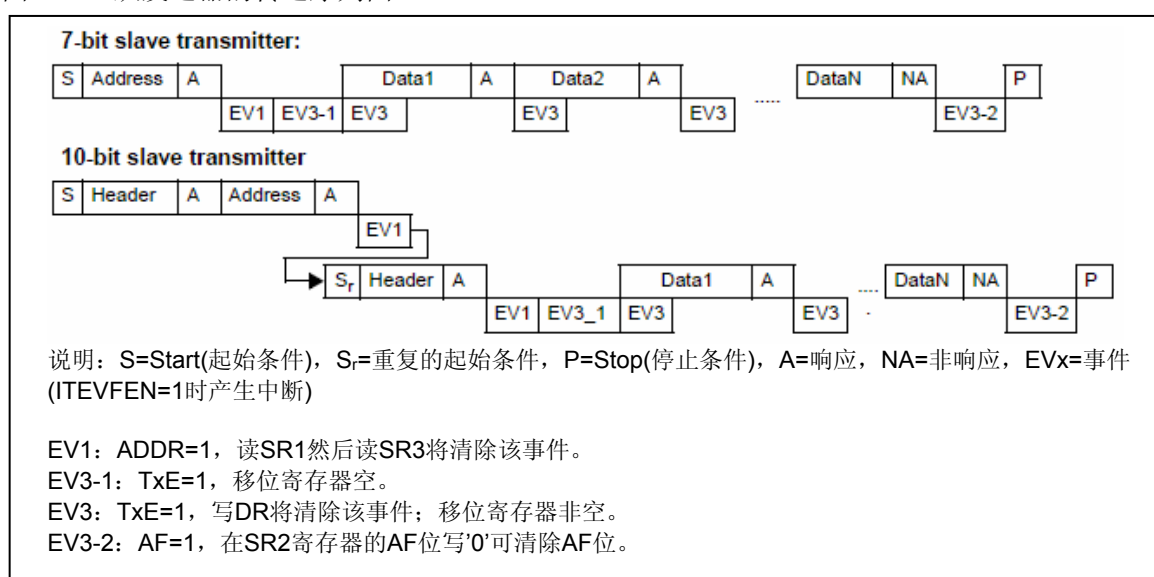 7-bit slave transmitter:
S Address A Data1 A Data2 A ..... DataN NA P
EV1 EV3-1 EV3 EV3 EV3 EV3-2
10-bit slave transmitter
S Header A Address A
EV1
Sr Header A Data1 A .... DataN NA P
EV1 EV3_1 EV3 EV3 . EV3-2
说明：S=Start(起始条件)，Sr=重复的起始条件，P=Stop(停止条件)，A=响应，NA=非响应，EVx=事件
(ITEVFEN=1时产生中断)
EV1：ADDR=1，读SR1然后读SR3将清除该事件。
EV3-1：TxE=1，移位寄存器空。
EV3：TxE=1，写DR将清除该事件；移位寄存器非空。
EV3-2：AF=1，在SR2寄存器的AF位写'0'可清除AF位。